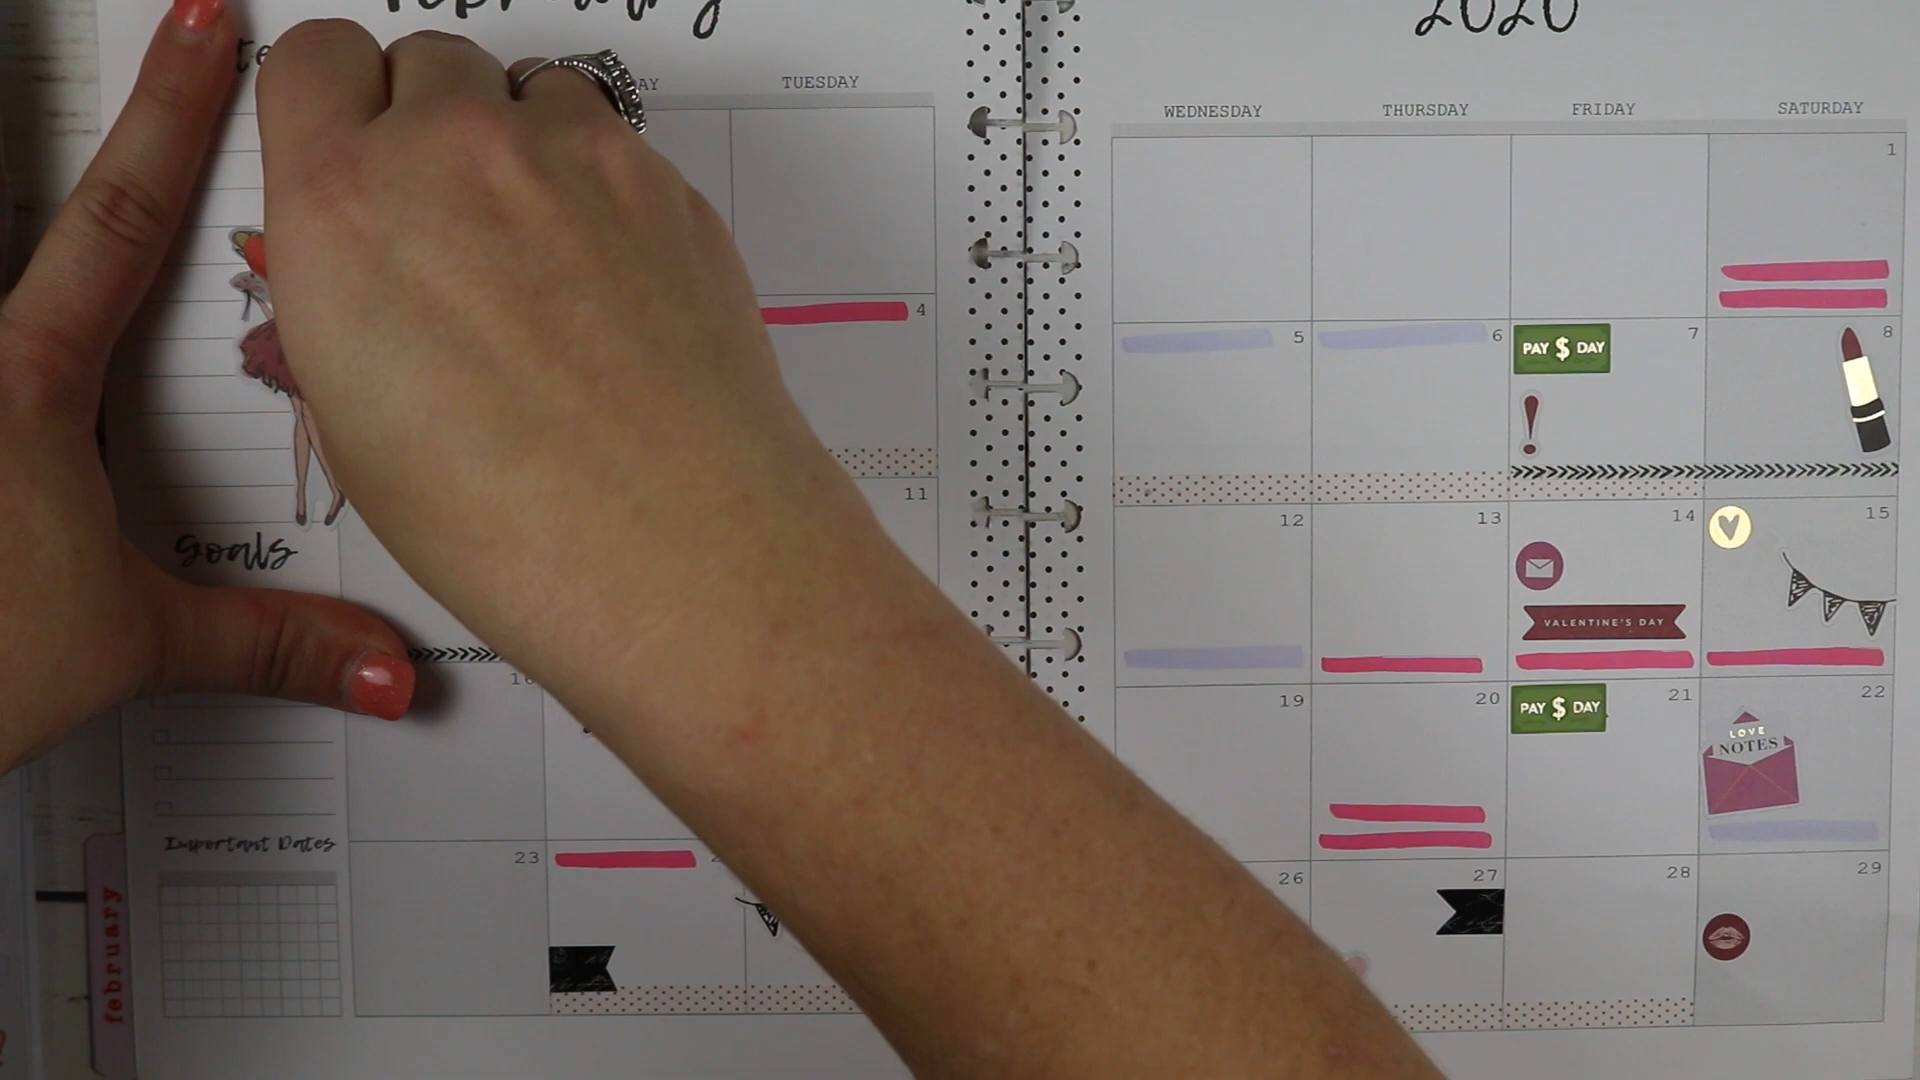 February
2020
TUESDAY
WEDNESDAY
THURSDAY
FRIDAY
SATURDAY
1
4
5
6
7
8
PAY $ DAY
11
12
13
14
15
VALENTINE'S DAY
Goals
16
19
20
21
22
PAY $ DAY
LOVE
NOTES
Important Dates
23
26
27
28
29
february